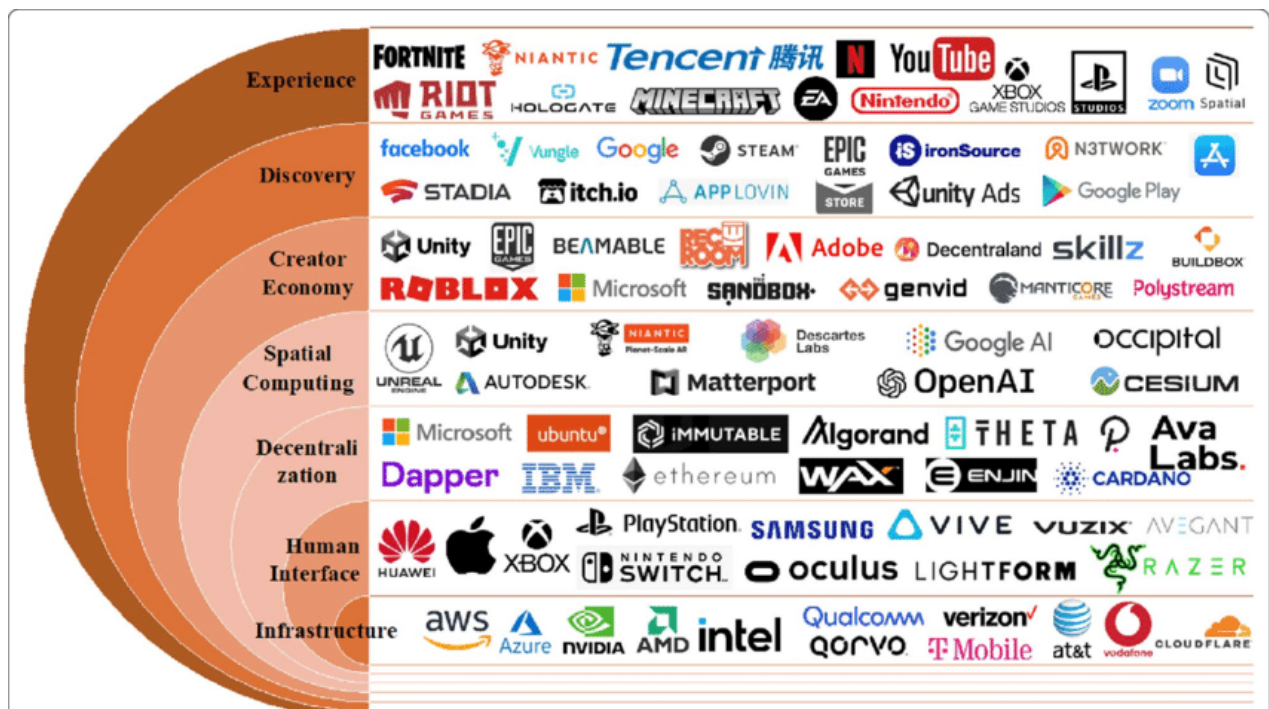 Experience
FORTNITE NIANTIC Tencent 腾讯 N YouTube XBOX GAME STUDIOS STUDIOS zoom Spatial
RIOT GAMES HOLOGATE MINECRAFT EA Nintendo
Discovery
facebook Vungle Google STEAM EPIC GAMES STORE ironSource N3TWORK
STADIA itch.io APPLOVIN unity Ads Google Play
Creator
Economy
Unity EPIC GAMES BEAMABLE REC ROOM Adobe Decentraland skillz BUILDBOX
ROBLOX Microsoft SANDBOX genvid MANTICORE GAMES Polystream
Spatial
Computing
UNREAL ENGINE Unity NIANTIC Planet-Scale AR Descartes Labs Google AI occipital
AUTODESK Matterport OpenAI CESIUM
Decentrali
zation
Microsoft ubuntu iMMUTABLE Algorand THETA Ava Labs.
Dapper IBM ethereum WAX ENJIN CARDANO
Human
Interface
HUAWEI XBOX PlayStation SAMSUNG VIVE VUZIX AVEGANT
NINTENDO SWITCH oculus LIGHTFORM RAZER
Infrastructure
aws Azure NVIDIA AMD intel Qualcomm verizon at&t vodafone CLOUDFLARE
QORVO T Mobile